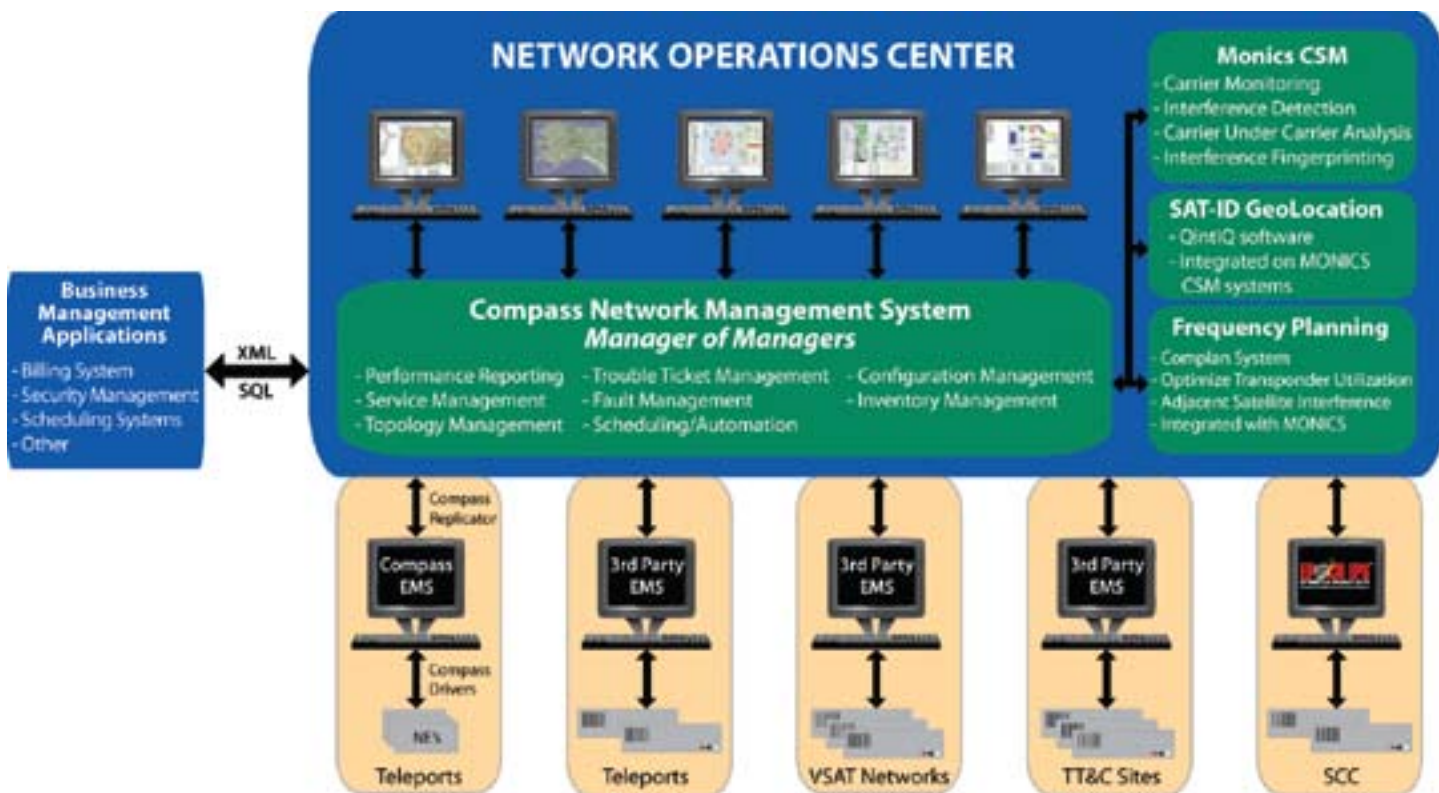 NETWORK OPERATIONS CENTER
Monics CSM
- Carrier Monitoring
- Interference Detection
- Carrier Under Carrier Analysis
- Interference Fingerprinting
SAT-ID GeoLocation
- QintiQ software
- Integrated on MONICS
CSM systems
Frequency Planning
- Complan System
- Optimize Transponder Utilization
- Adjacent Satellite Interference
- Integrated with MONICS
Business
Management
Applications
- Billing System
- Security Management
- Scheduling Systems
- Other
XML
SQL
Compass Network Management System
Manager of Managers
- Performance Reporting
- Service Management
- Topology Management
- Trouble Ticket Management
- Fault Management
- Scheduling/Automation
- Configuration Management
- Inventory Management
Compass
Replicator
Compass
EMS
Compass
Drivers
NE's
Teleports
3rd Party
EMS
Teleports
3rd Party
EMS
VSAT Networks
3rd Party
EMS
TT&C Sites
SCC